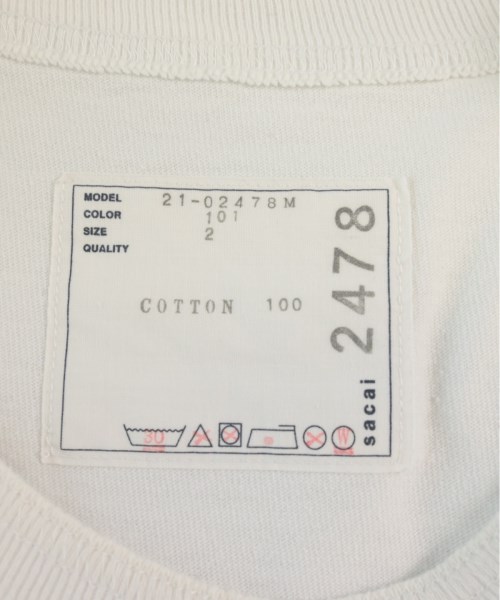 MODEL 21-02478M
COLOR 101
SIZE 2
QUALITY
COTTON 100
2478
sacai
30
W